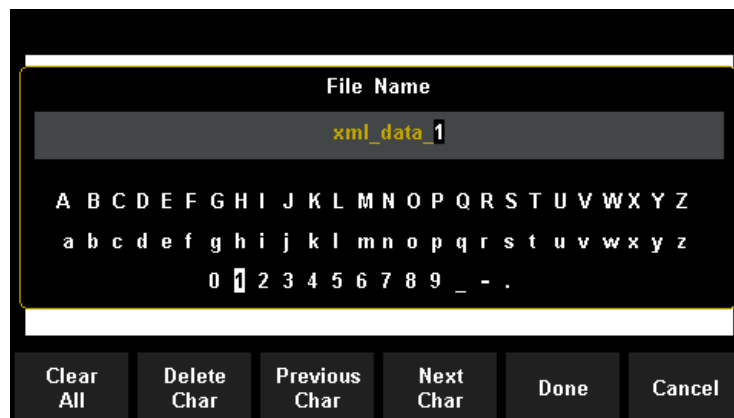 File Name
xml_data_1
A B C D E F G H I J K L M N O P Q R S T U V W X Y Z
a b c d e f g h i j k l m n o p q r s t u v w x y z
0 1 2 3 4 5 6 7 8 9 _ - .
Clear All
Delete Char
Previous Char
Next Char
Done
Cancel